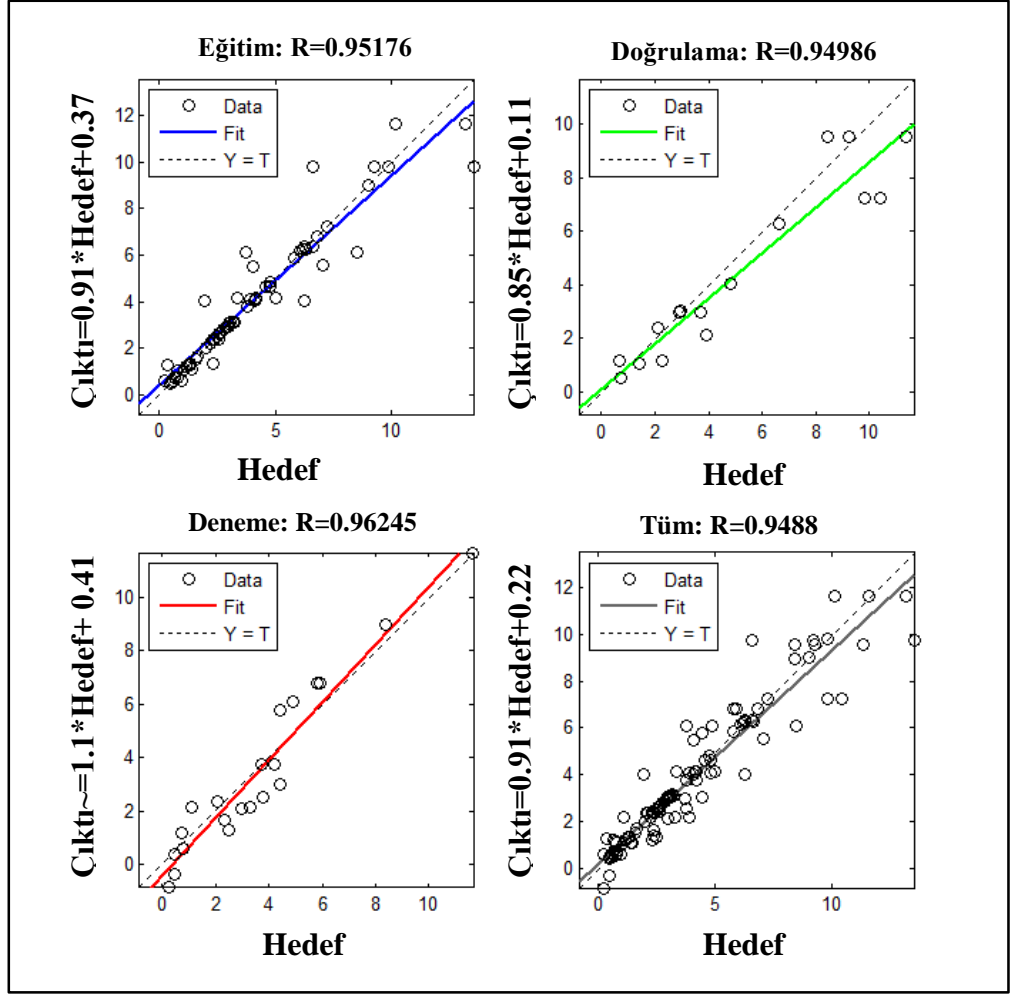 Eğitim: R=0.95176
Çıktı=0.91*Hedef+0.37
Data
Fit
Y = T
12
10
8
6
4
2
0
0
5
10
Hedef
Doğrulama: R=0.94986
Çıktı=0.85*Hedef+0.11
Data
Fit
Y = T
10
8
6
4
2
0
0
2
4
6
8
10
Hedef
Deneme: R=0.96245
Çıktı~=1.1*Hedef+ 0.41
Data
Fit
Y = T
10
8
6
4
2
0
0
2
4
6
8
10
Hedef
Tüm: R=0.9488
Çıktı=0.91*Hedef+0.22
Data
Fit
Y = T
12
10
8
6
4
2
0
0
5
10
Hedef